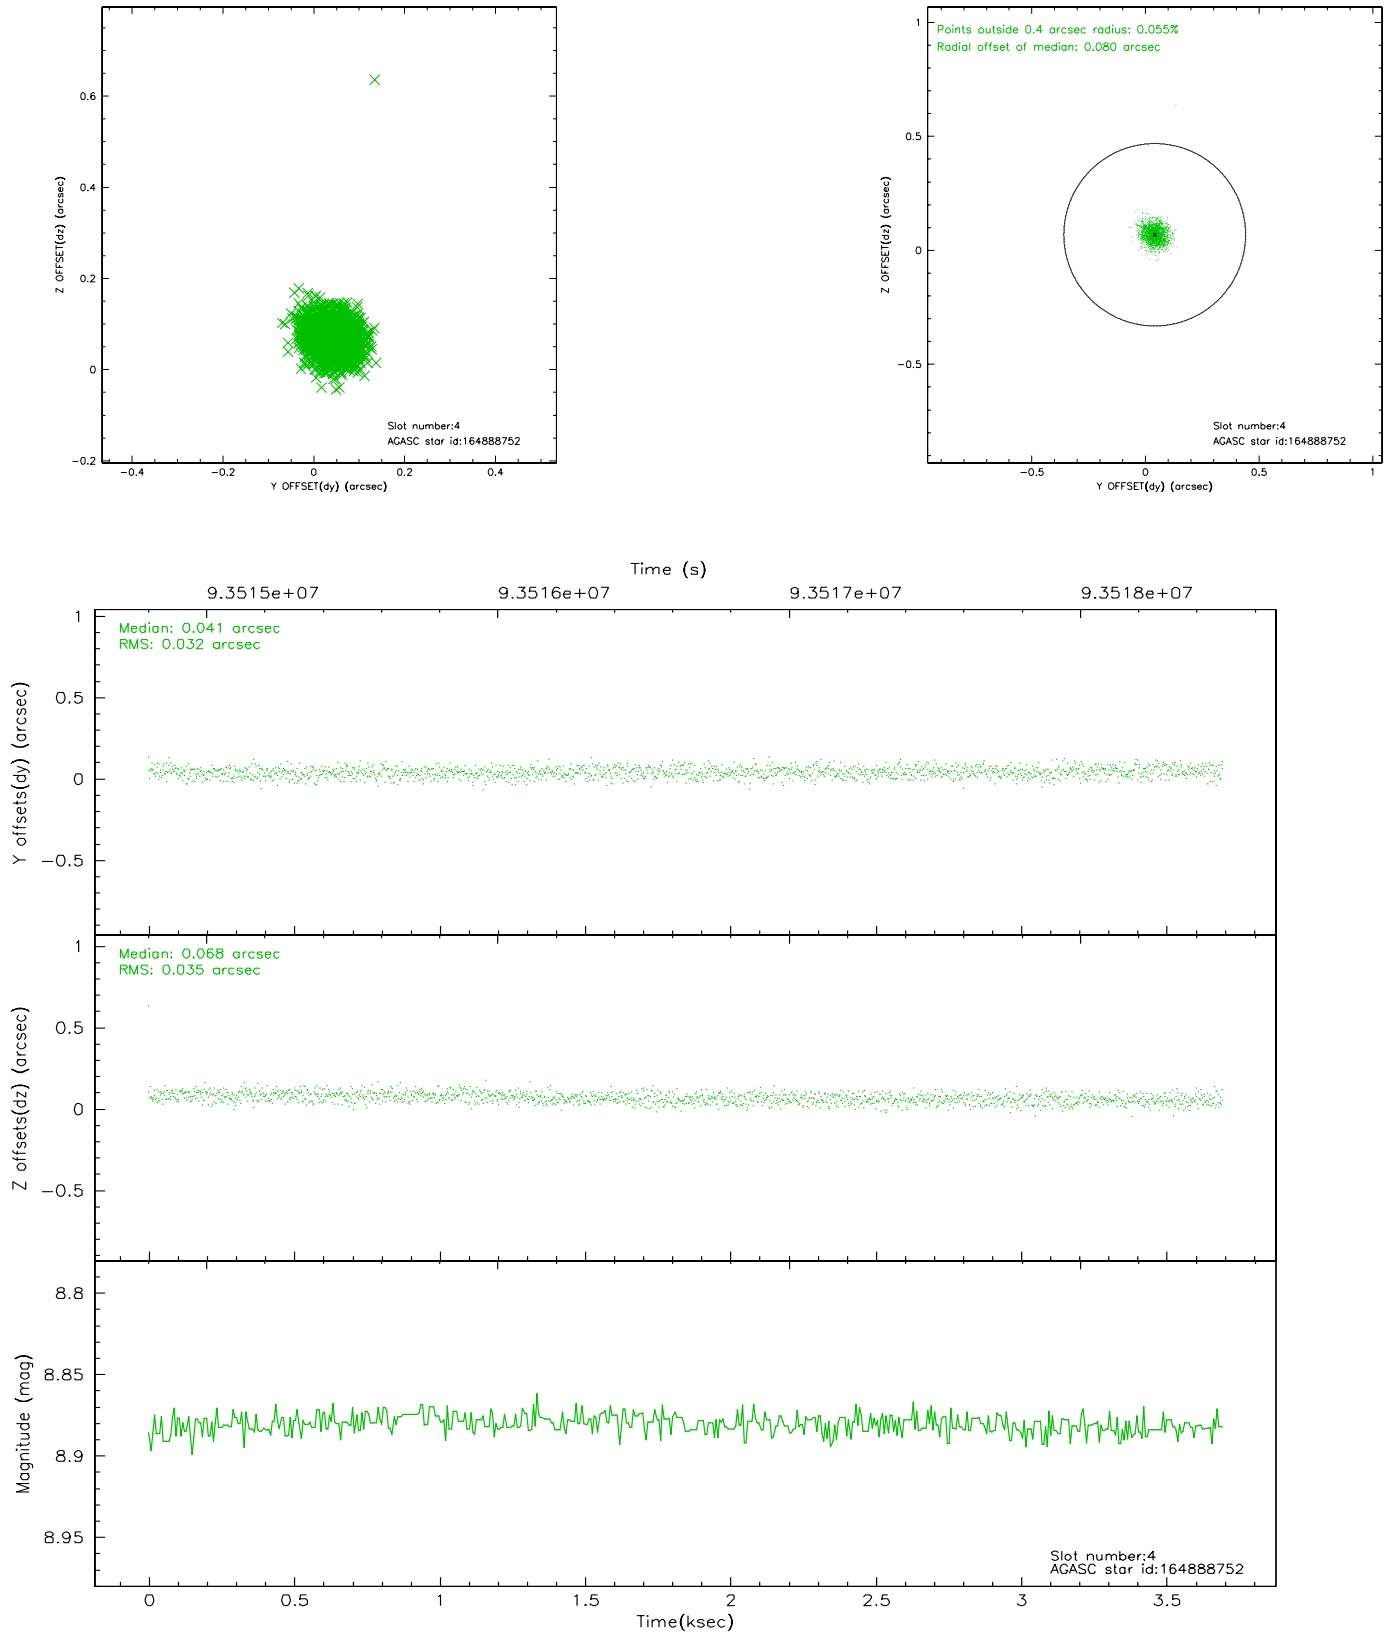 0.6
0.4
0.2
0
−0.2
−0.4
−0.2
0
0.2
0.4
Z OFFSET(dz) (arcsec)
Y OFFSET(dy) (arcsec)
Slot number:4
AGASC star id:164888752
Points outside 0.4 arcsec radius: 0.055%
Radial offset of median: 0.080 arcsec
1
0.5
0
−0.5
−0.5
0
0.5
1
Z OFFSET(dz) (arcsec)
Y OFFSET(dy) (arcsec)
Slot number:4
AGASC star id:164888752
Time (s)
9.3515e+07
9.3516e+07
9.3517e+07
9.3518e+07
Median: 0.041 arcsec
RMS: 0.032 arcsec
1
0.5
0
−0.5
Y offsets(dy) (arcsec)
Median: 0.068 arcsec
RMS: 0.035 arcsec
1
0.5
0
−0.5
Z offsets(dz) (arcsec)
8.8
8.85
8.9
8.95
Magnitude (mag)
Slot number:4
AGASC star id:164888752
0
0.5
1
1.5
2
2.5
3
3.5
Time(ksec)